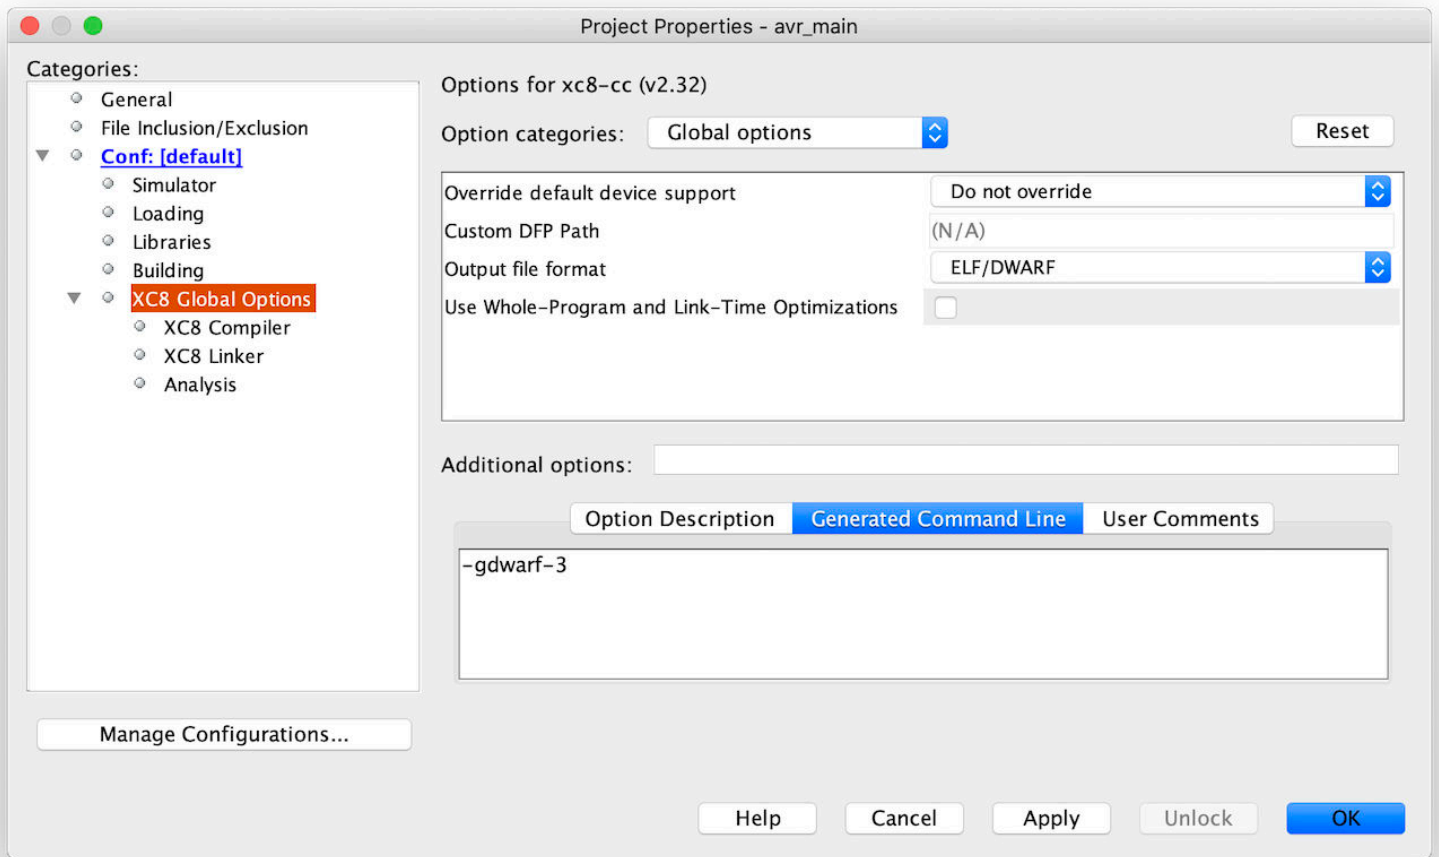 Project Properties - avr_main
Categories:
General
File Inclusion/Exclusion
Conf: [default]
Simulator
Loading
Libraries
Building
XC8 Global Options
XC8 Compiler
XC8 Linker
Analysis
Manage Configurations...
Options for xc8-cc (v2.32)
Option categories: Global options Reset
Override default device support Do not override
Custom DFP Path (N/A)
Output file format ELF/DWARF
Use Whole-Program and Link-Time Optimizations
Additional options:
Option Description Generated Command Line User Comments
-gdwarf-3
Help Cancel Apply Unlock OK